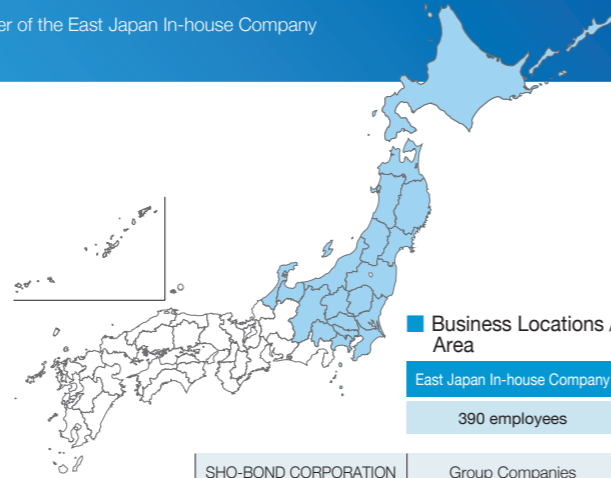 er of the East Japan In-house Company
■ Business Locations
Area
East Japan In-house Company
390 employees
SHO-BOND CORPORATION
Group Companies